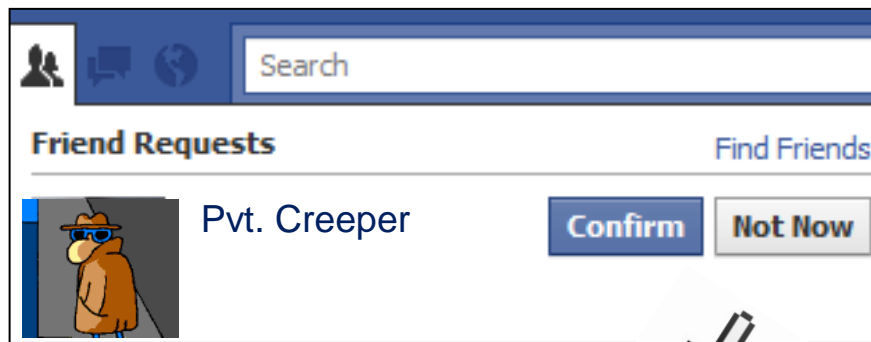 Search
Friend Requests Find Friends
Pvt. Creeper Confirm Not Now